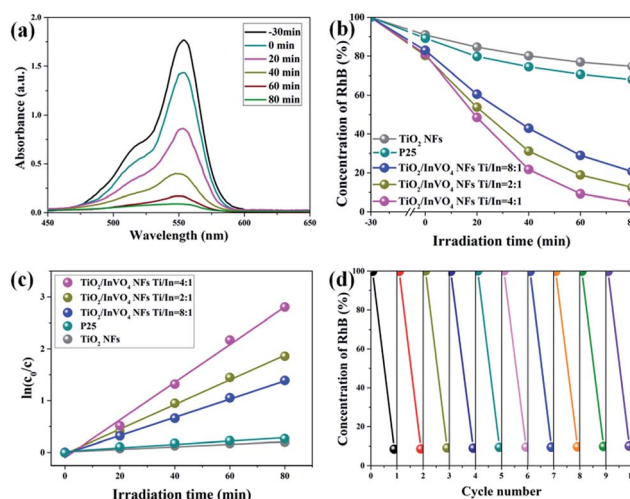 (a)
-30min
0 min
20 min
40 min
60 min
80 min
2.0
1.5
1.0
0.5
0.0
450
500
550
600
650
Absorbance (a.u.)
Wavelength (nm)
(b)
100
80
60
40
20
0
-30
0
20
40
60
Concentration of RhB (%)
TiO2 NFs
P25
TiO2/InVO4 NFs Ti/In=8:1
TiO2/InVO4 NFs Ti/In=2:1
TiO2/InVO4 NFs Ti/In=4:1
Irradiation time (min)
(c)
TiO2/InVO4 NFs Ti/In=4:1
TiO2/InVO4 NFs Ti/In=2:1
TiO2/InVO4 NFs Ti/In=8:1
P25
TiO2 NFs
3
2
1
0
0
20
40
60
80
ln(c0/c)
Irradiation time (min)
(d)
100
80
60
40
20
0
0
1
2
3
4
5
6
7
8
9
Concentration of RhB (%)
Cycle number